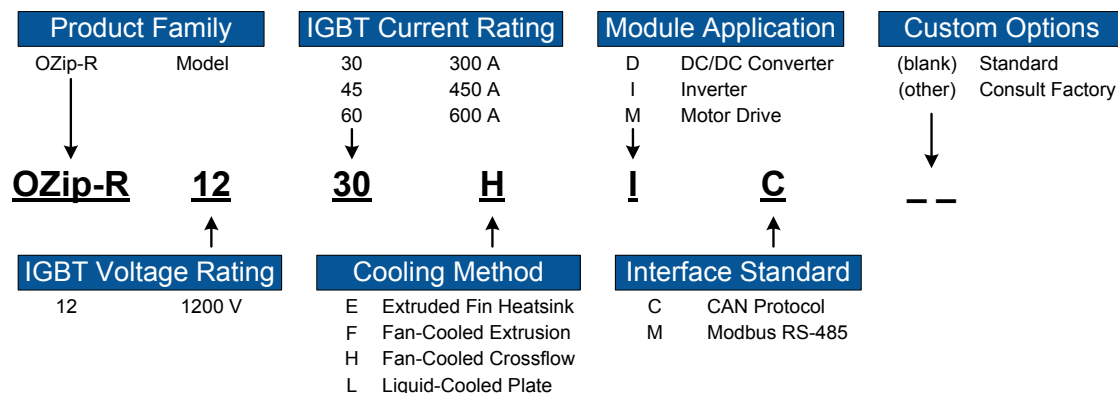 Product Family IGBT Current Rating Module Application Custom Options
OZip-R Model 30 300 A D DC/DC Converter (blank) Standard
45 450 A I Inverter (other) Consult Factory
60 600 A M Motor Drive
OZip-R 12 30 H I C _ _
IGBT Voltage Rating Cooling Method Interface Standard
12 1200 V E Extruded Fin Heatsink C CAN Protocol
F Fan-Cooled Extrusion M Modbus RS-485
H Fan-Cooled Crossflow
L Liquid-Cooled Plate